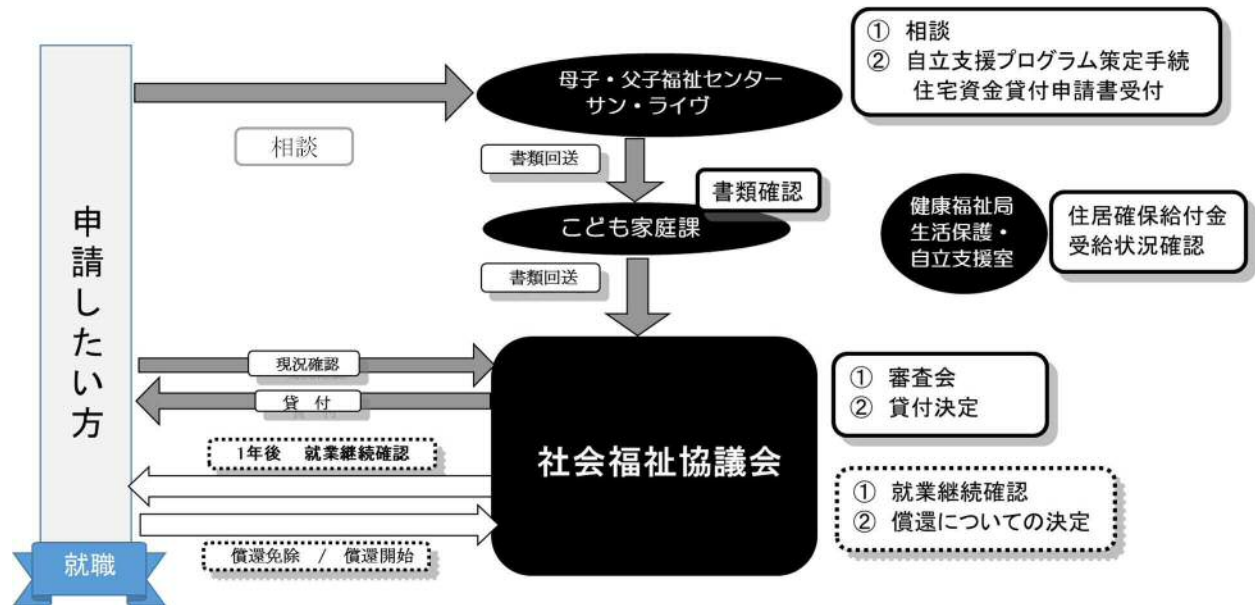 ① 相談
② 自立支援プログラム策定手続
住宅資金貸付申請書受付
母子・父子福祉センター
サン・ライヴ
相談
書類回送
書類確認
こども家庭課
健康福祉局
生活保護・
自立支援室
住居確保給付金
受給状況確認
書類回送
申請したい方
現況確認
貸 付
1年後 就業継続確認
償還免除 / 償還開始
社会福祉協議会
① 審査会
② 貸付決定
① 就業継続確認
② 償還についての決定
就職